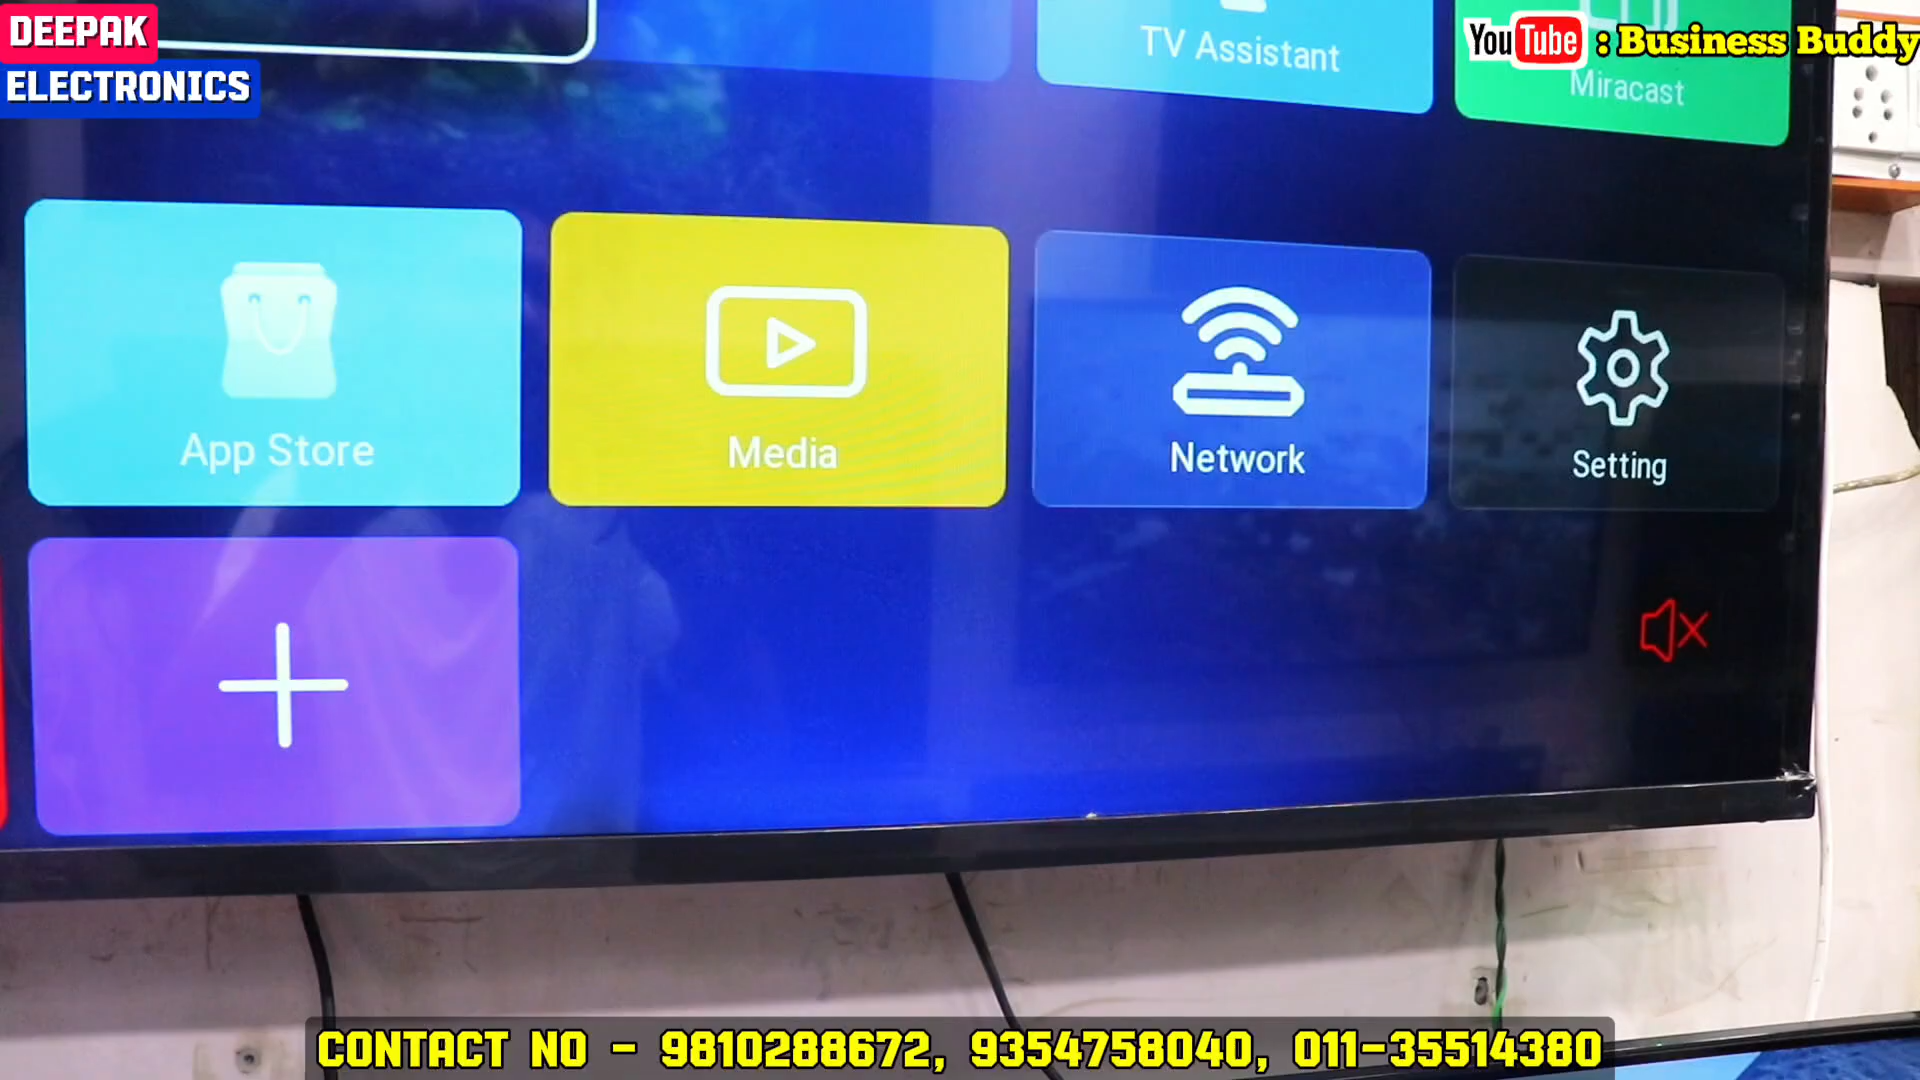 DEEPAK
ELECTRONICS
YouTube : Business Buddy
TV Assistant
Miracast
App Store
Media
Network
Setting
CONTACT NO - 9810288672, 9354758040, 011-35514380